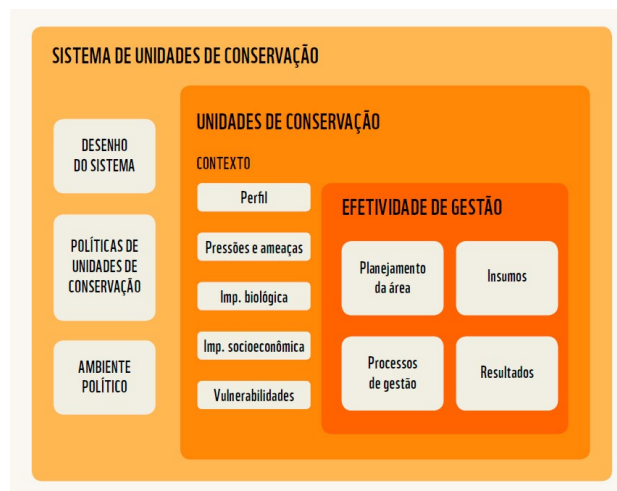 SISTEMA DE UNIDADES DE CONSERVAÇÃO
DESENHO
DO SISTEMA
POLÍTICAS DE
UNIDADES DE
CONSERVAÇÃO
AMBIENTE
POLÍTICO
UNIDADES DE CONSERVAÇÃO
CONTEXTO
Perfil
Pressões e ameaças
Imp. biológica
Imp. socioeconômica
Vulnerabilidades
EFETIVIDADE DE GESTÃO
Planejamento
da área
Insumos
Processos
de gestão
Resultados